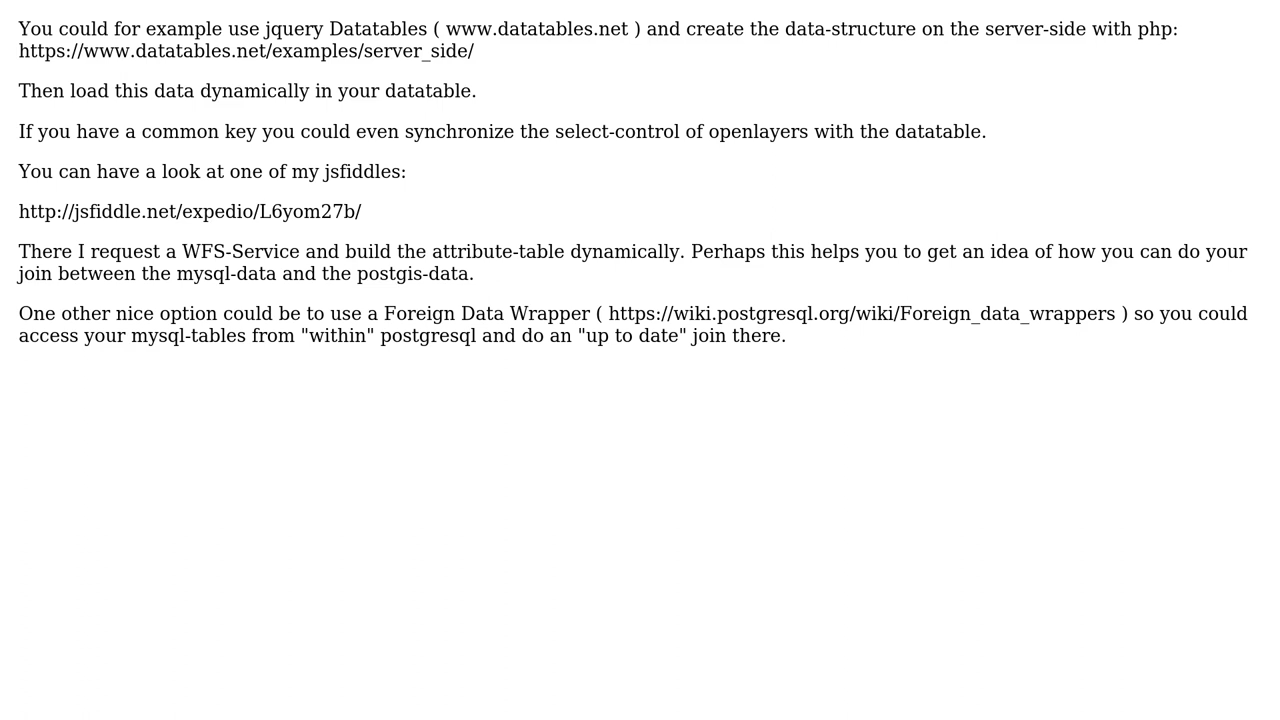 You could for example use jquery Datatables ( www.datatables.net ) and create the data-structure on the server-side with php:
https://www.datatables.net/examples/server_side/
Then load this data dynamically in your datatable.
If you have a common key you could even synchronize the select-control of openlayers with the datatable.
You can have a look at one of my jsfiddles:
http://jsfiddle.net/expedio/L6yom27b/
There I request a WFS-Service and build the attribute-table dynamically. Perhaps this helps you to get an idea of how you can do your
join between the mysql-data and the postgis-data.
One other nice option could be to use a Foreign Data Wrapper ( https://wiki.postgresql.org/wiki/Foreign_data_wrappers ) so you could
access your mysql-tables from "within" postgresql and do an "up to date" join there.